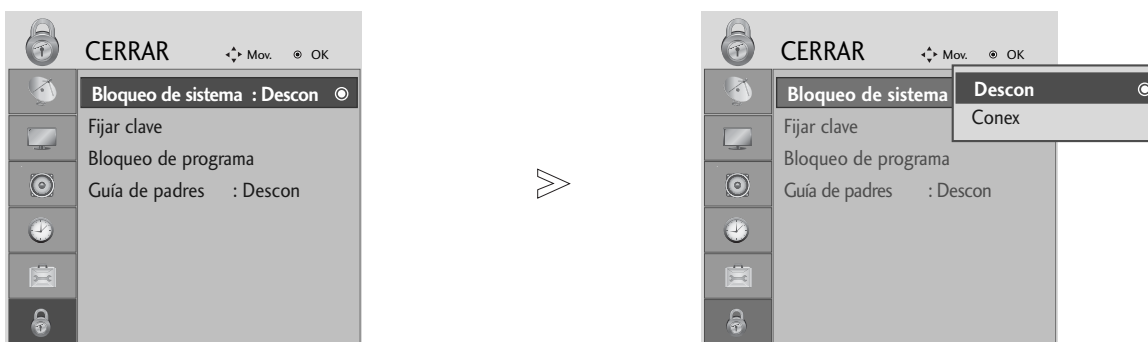 CERRAR Mov. OK
Bloqueo de sistema : Descon
Fijar clave
Bloqueo de programa
Guía de padres : Descon
CERRAR Mov. OK
Bloqueo de sistema
Descon
Conex
Fijar clave
Bloqueo de programa
Guía de padres : Descon